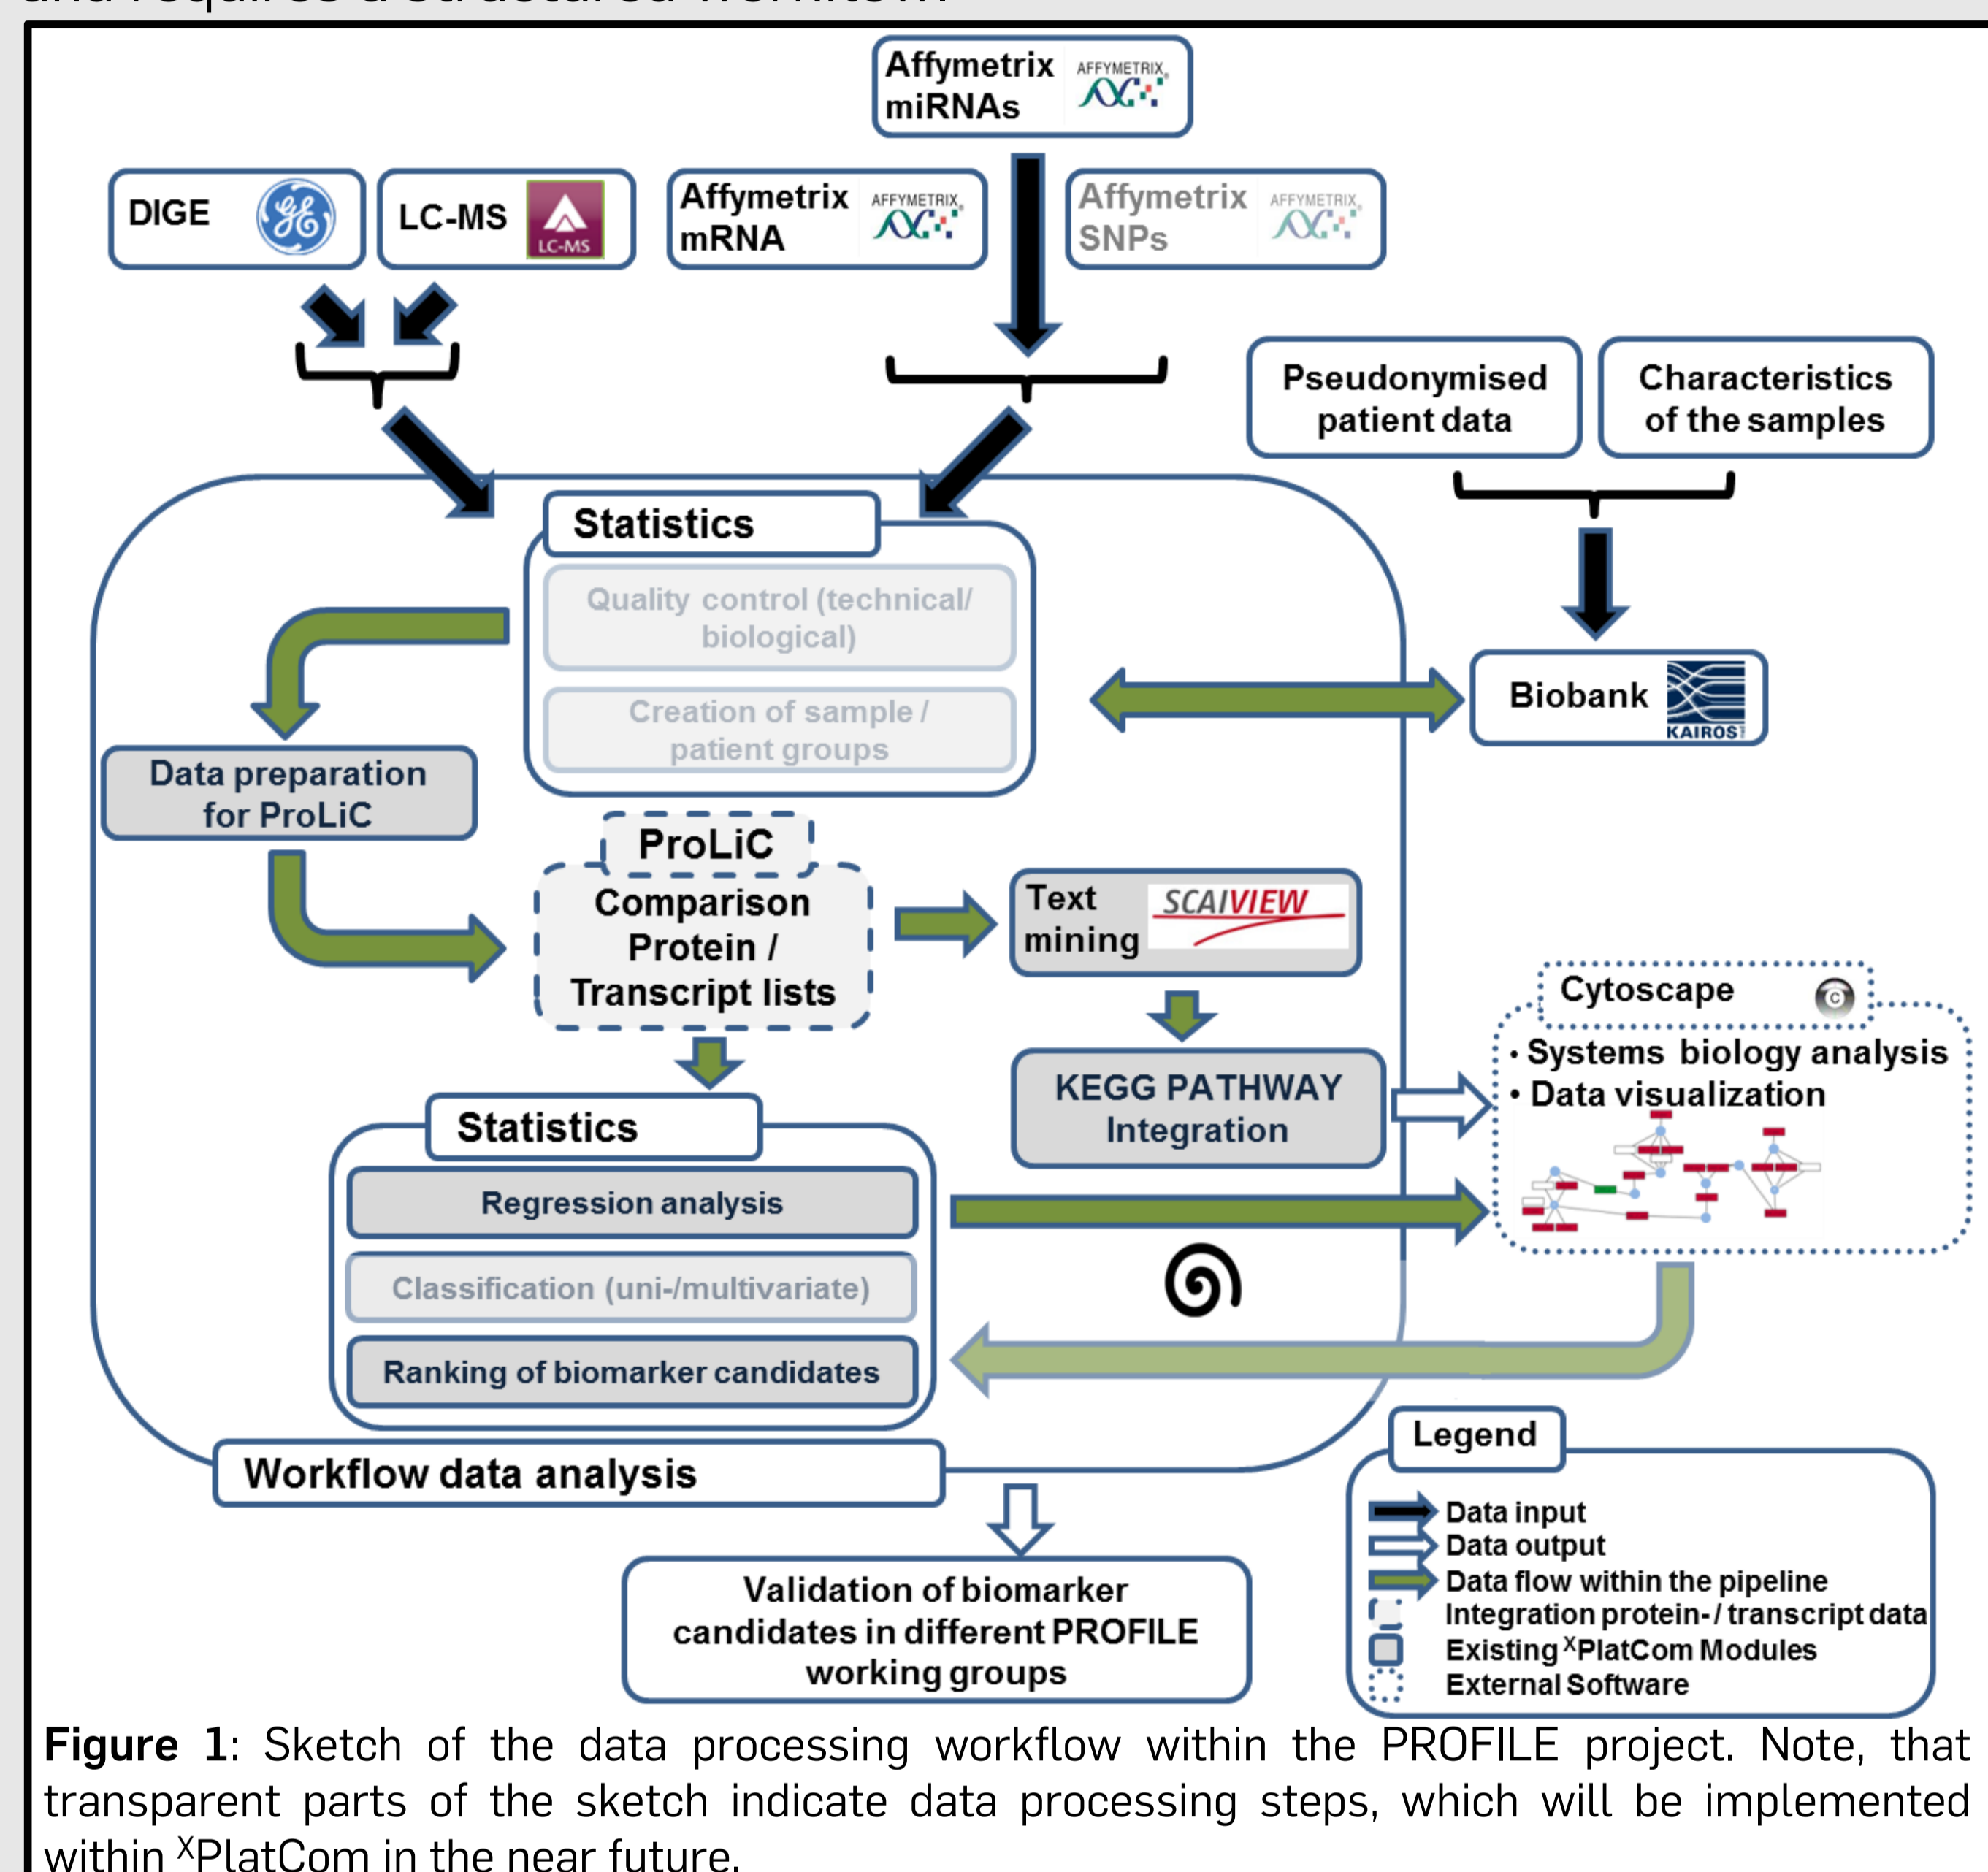 and requires a structured workflow.
Affymetrix
miRNAs
AFFYMETRIX®
DIGE
GE
LC-MS
LC-MS
Affymetrix
mRNA
AFFYMETRIX®
Affymetrix
SNPs
AFFYMETRIX®
Pseudonymised
patient data
Characteristics
of the samples
Statistics
Quality control (technical/
biological)
Creation of sample /
patient groups
Biobank
KAIROS
Data preparation
for ProLiC
ProLiC
Comparison
Protein /
Transcript lists
Text
mining
SCAIVIEW
KEGG PATHWAY
Integration
Cytoscape
C
• Systems biology analysis
• Data visualization
Statistics
Regression analysis
Classification (uni-/multivariate)
Ranking of biomarker candidates
Workflow data analysis
Validation of biomarker
candidates in different PROFILE
working groups
Legend
Data input
Data output
Data flow within the pipeline
Integration protein- / transcript data
Existing XPlatCom Modules
External Software
Figure 1: Sketch of the data processing workflow within the PROFILE project. Note, that
transparent parts of the sketch indicate data processing steps, which will be implemented
within XPlatCom in the near future.